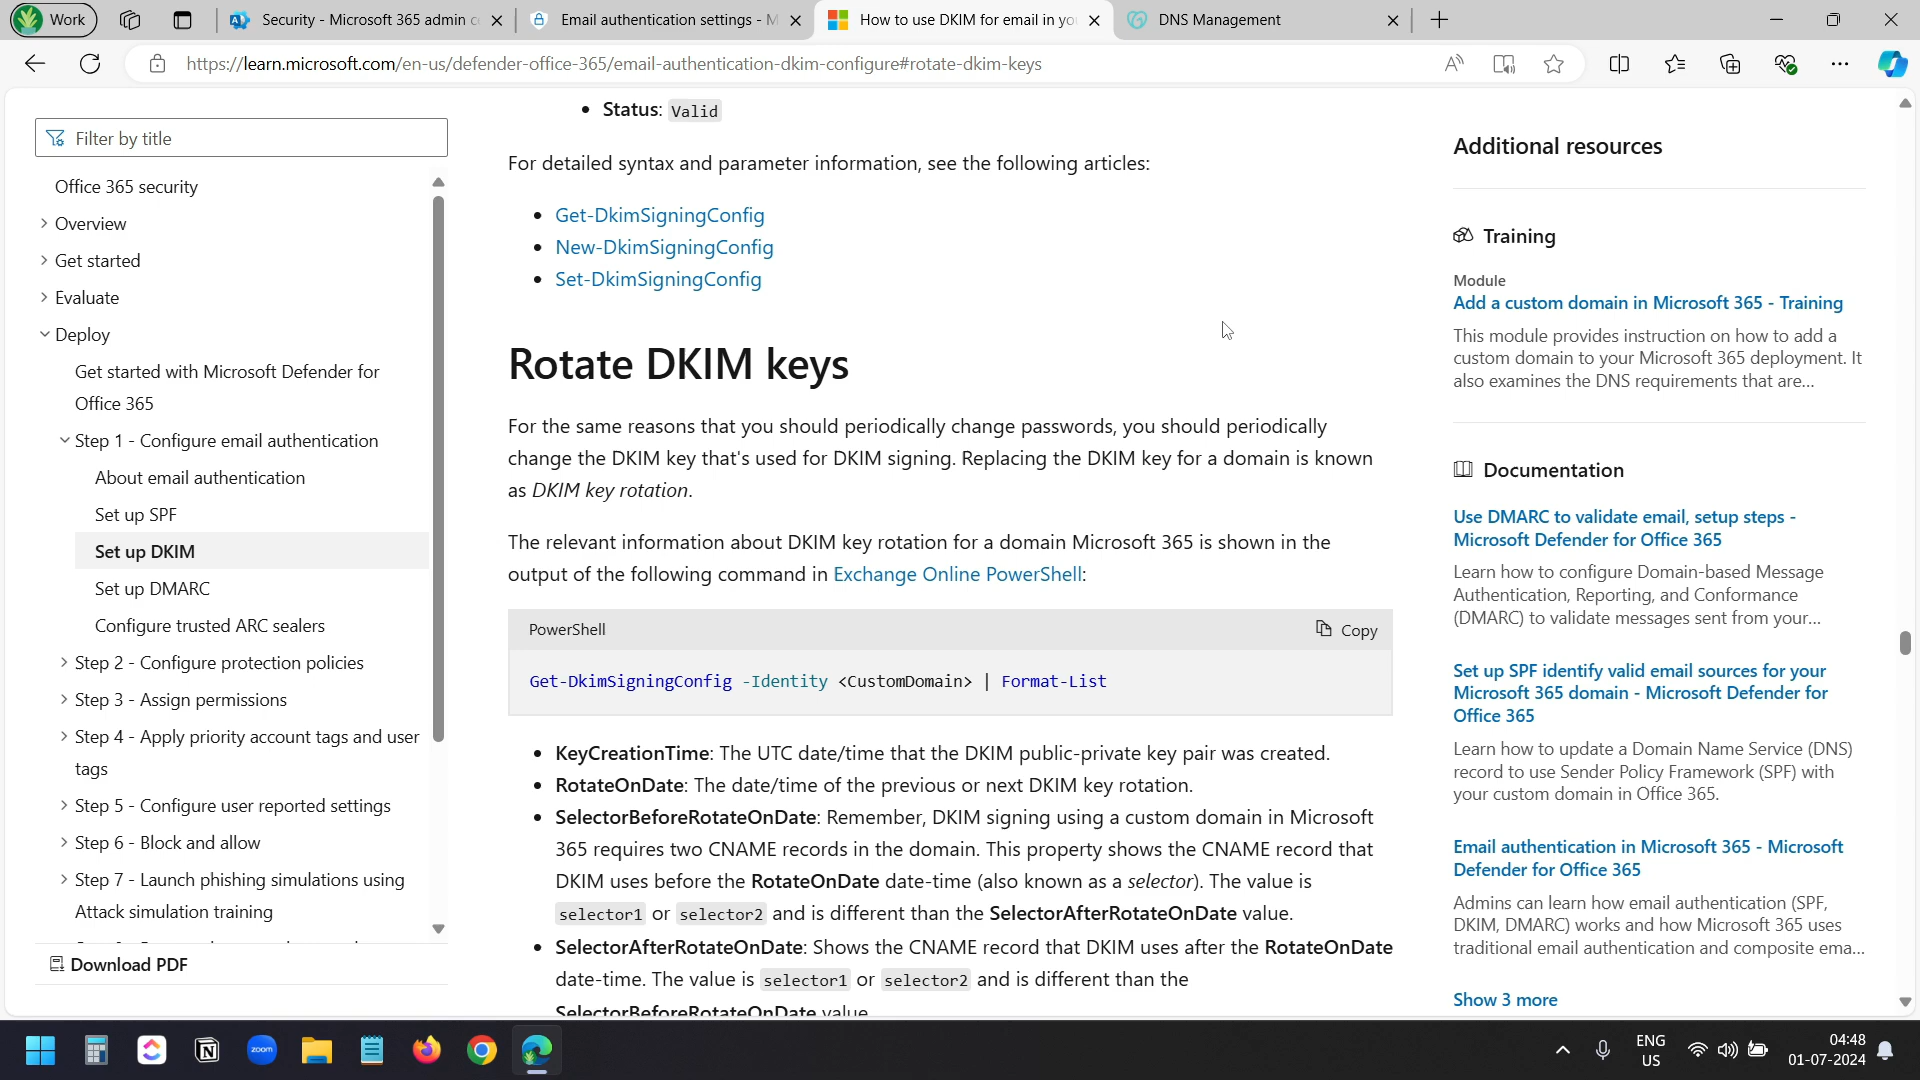 Work
Security - Microsoft 365 admin c
Email authentication settings - M
How to use DKIM for email in yo
DNS Management
https://learn.microsoft.com/en-us/defender-office-365/email-authentication-dkim-configure#rotate-dkim-keys
Filter by title
Office 365 security
Overview
Get started
Evaluate
Deploy
Get started with Microsoft Defender for
Office 365
Step 1 - Configure email authentication
About email authentication
Set up SPF
Set up DKIM
Set up DMARC
Configure trusted ARC sealers
Step 2 - Configure protection policies
Step 3 - Assign permissions
Step 4 - Apply priority account tags and user
tags
Step 5 - Configure user reported settings
Step 6 - Block and allow
Step 7 - Launch phishing simulations using
Attack simulation training
Download PDF
• Status: Valid
For detailed syntax and parameter information, see the following articles:
• Get-DkimSigningConfig
• New-DkimSigningConfig
• Set-DkimSigningConfig
Rotate DKIM keys
For the same reasons that you should periodically change passwords, you should periodically
change the DKIM key that's used for DKIM signing. Replacing the DKIM key for a domain is known
as DKIM key rotation.
The relevant information about DKIM key rotation for a domain Microsoft 365 is shown in the
output of the following command in Exchange Online PowerShell:
PowerShell
Copy
Get-DkimSigningConfig -Identity <CustomDomain> | Format-List
• KeyCreationTime: The UTC date/time that the DKIM public-private key pair was created.
• RotateOnDate: The date/time of the previous or next DKIM key rotation.
• SelectorBeforeRotateOnDate: Remember, DKIM signing using a custom domain in Microsoft
365 requires two CNAME records in the domain. This property shows the CNAME record that
DKIM uses before the RotateOnDate date-time (also known as a selector). The value is
selector1 or selector2 and is different than the SelectorAfterRotateOnDate value.
• SelectorAfterRotateOnDate: Shows the CNAME record that DKIM uses after the RotateOnDate
date-time. The value is selector1 or selector2 and is different than the
SelectorBeforeRotateOnDate value.
Additional resources
Training
Module
Add a custom domain in Microsoft 365 - Training
This module provides instruction on how to add a
custom domain to your Microsoft 365 deployment. It
also examines the DNS requirements that are...
Documentation
Use DMARC to validate email, setup steps -
Microsoft Defender for Office 365
Learn how to configure Domain-based Message
Authentication, Reporting, and Conformance
(DMARC) to validate messages sent from your...
Set up SPF identify valid email sources for your
Microsoft 365 domain - Microsoft Defender for
Office 365
Learn how to update a Domain Name Service (DNS)
record to use Sender Policy Framework (SPF) with
your custom domain in Office 365.
Email authentication in Microsoft 365 - Microsoft
Defender for Office 365
Admins can learn how email authentication (SPF,
DKIM, DMARC) works and how Microsoft 365 uses
traditional email authentication and composite ema...
Show 3 more
zoom
ENG
US
04:48
01-07-2024